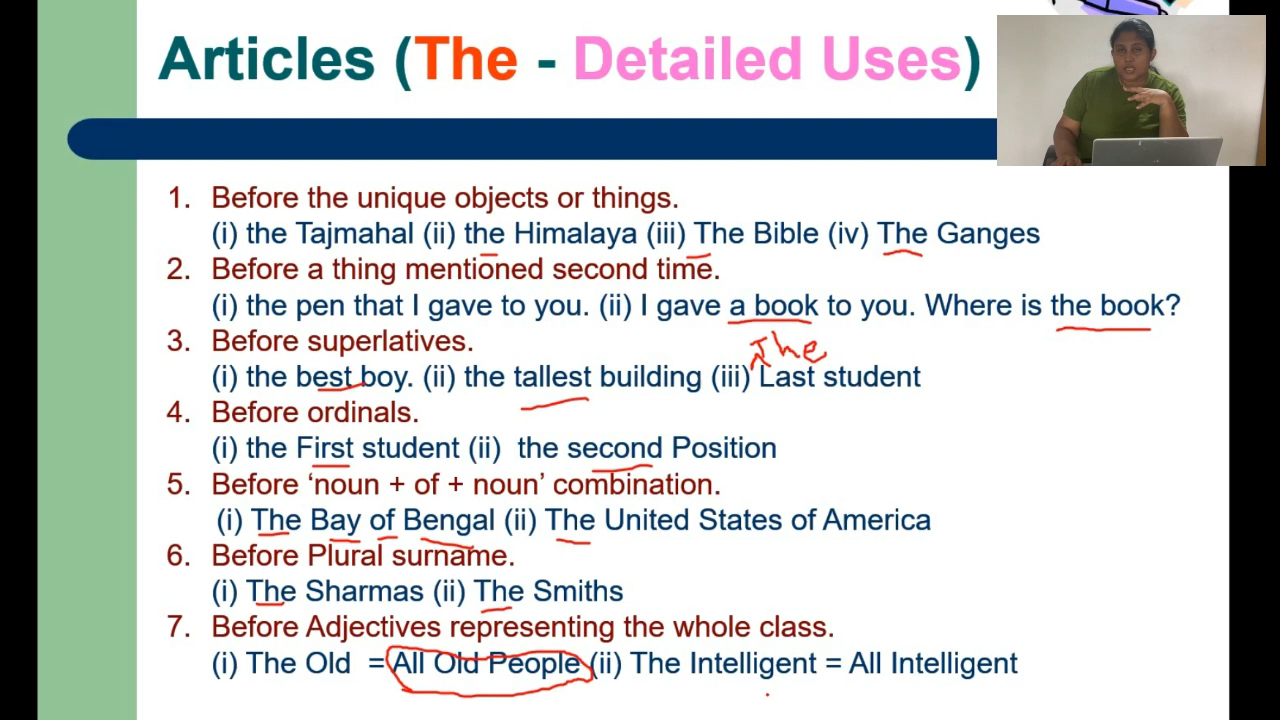 Articles (The - Detailed Uses)
1. Before the unique objects or things.
(i) the Tajmahal (ii) the Himalaya (iii) The Bible (iv) The Ganges
2. Before a thing mentioned second time.
(i) the pen that I gave to you. (ii) I gave a book to you. Where is the book?
3. Before superlatives.
The
(i) the best boy. (ii) the tallest building (iii) Last student
4. Before ordinals.
(i) the First student (ii) the second Position
5. Before ‘noun + of + noun’ combination.
(i) The Bay of Bengal (ii) The United States of America
6. Before Plural surname.
(i) The Sharmas (ii) The Smiths
7. Before Adjectives representing the whole class.
(i) The Old = All Old People (ii) The Intelligent = All Intelligent